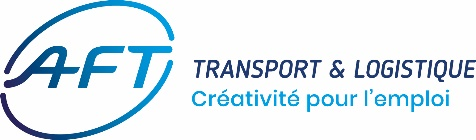 AFT
TRANSPORT & LOGISTIQUE
Créativité pour l'emploi